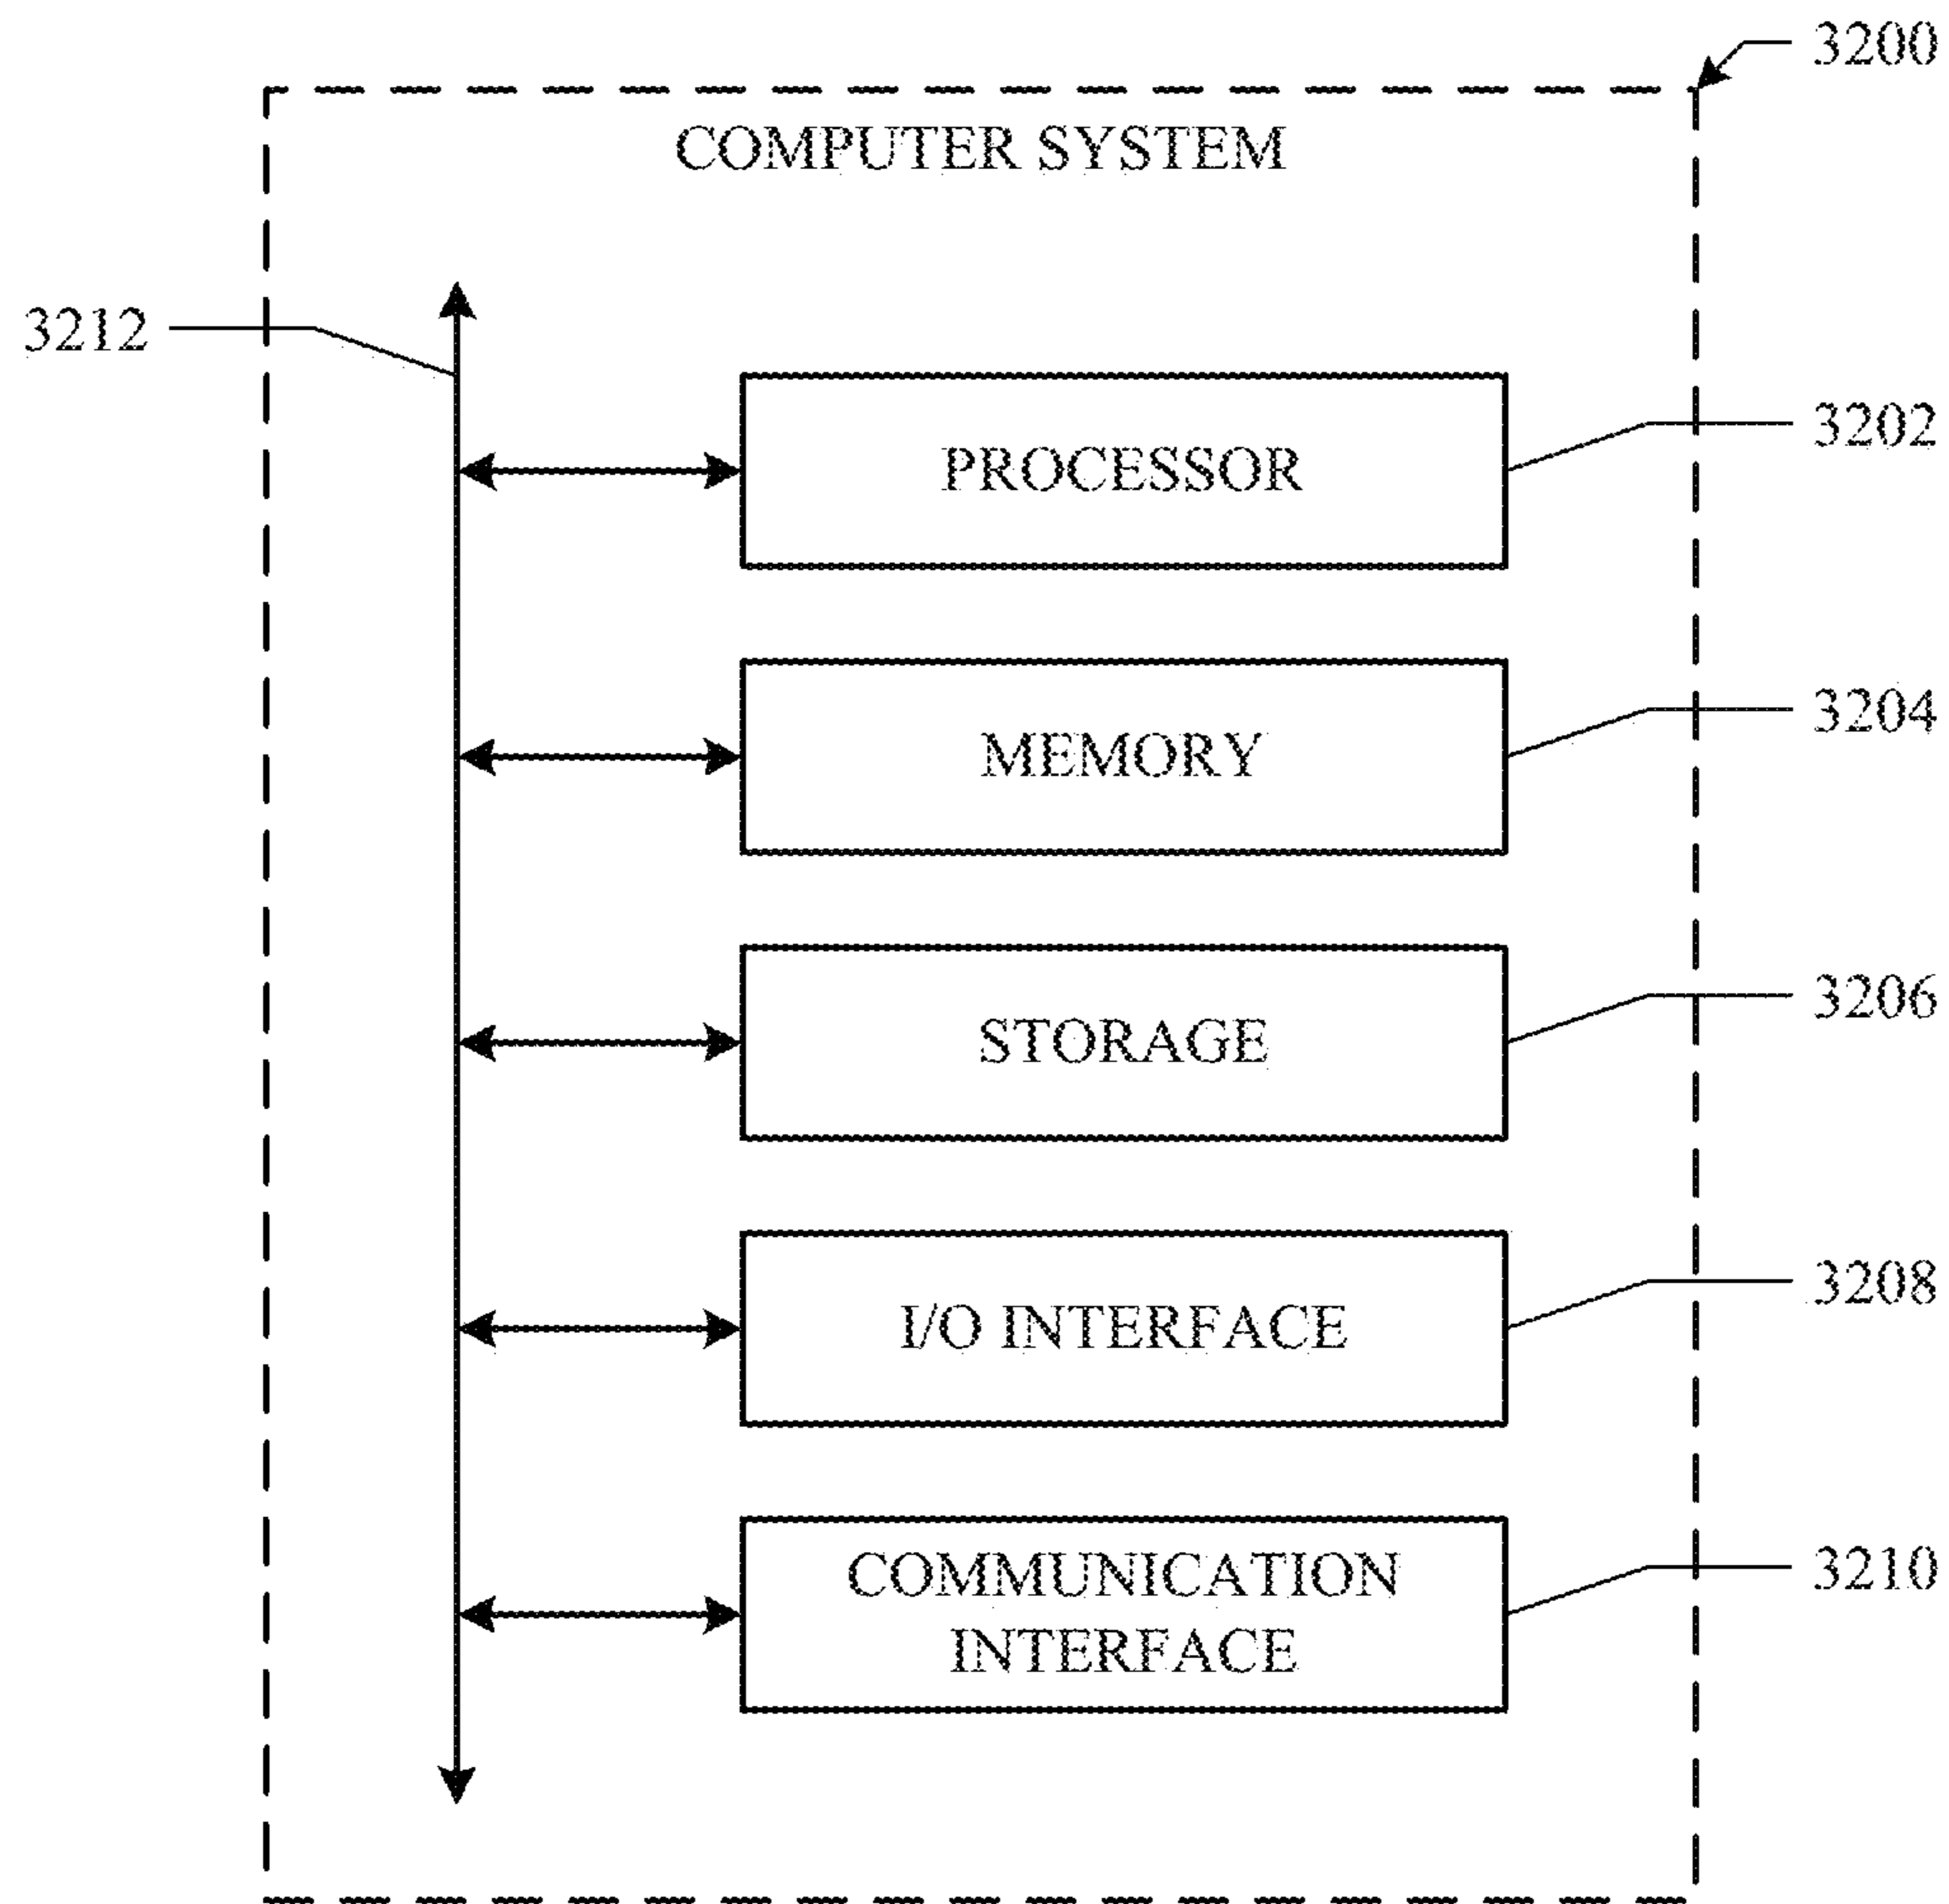 3200
COMPUTER SYSTEM
3212
PROCESSOR
3202
MEMORY
3204
STORAGE
3206
I/O INTERFACE
3208
COMMUNICATION
INTERFACE
3210